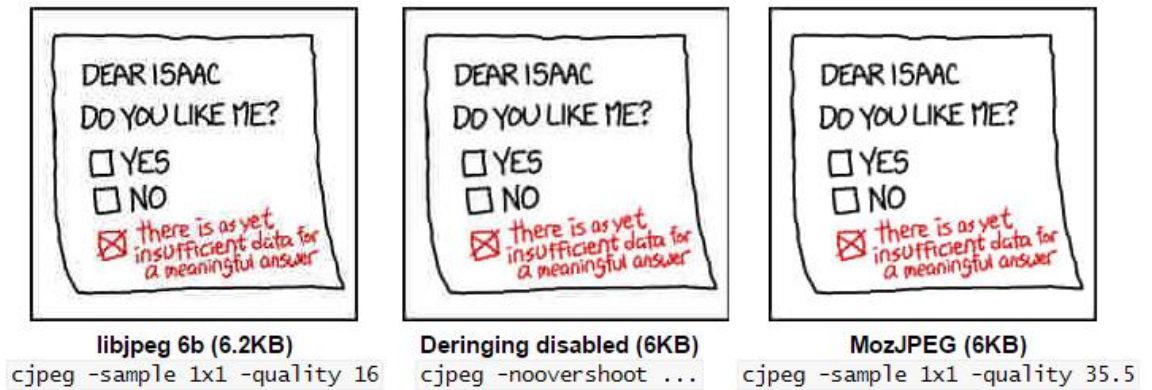 DEAR ISAAC
DO YOU LIKE ME?
YES
NO
there is as yet
insufficient data for
a meaningful answer
libjpeg 6b (6.2KB)
cjpeg -sample 1x1 -quality 16
DEAR ISAAC
DO YOU LIKE ME?
YES
NO
there is as yet
insufficient data for
a meaningful answer
Deringing disabled (6KB)
cjpeg -noovershoot ...
DEAR ISAAC
DO YOU LIKE ME?
YES
NO
there is as yet
insufficient data for
a meaningful answer
MozJPEG (6KB)
cjpeg -sample 1x1 -quality 35.5